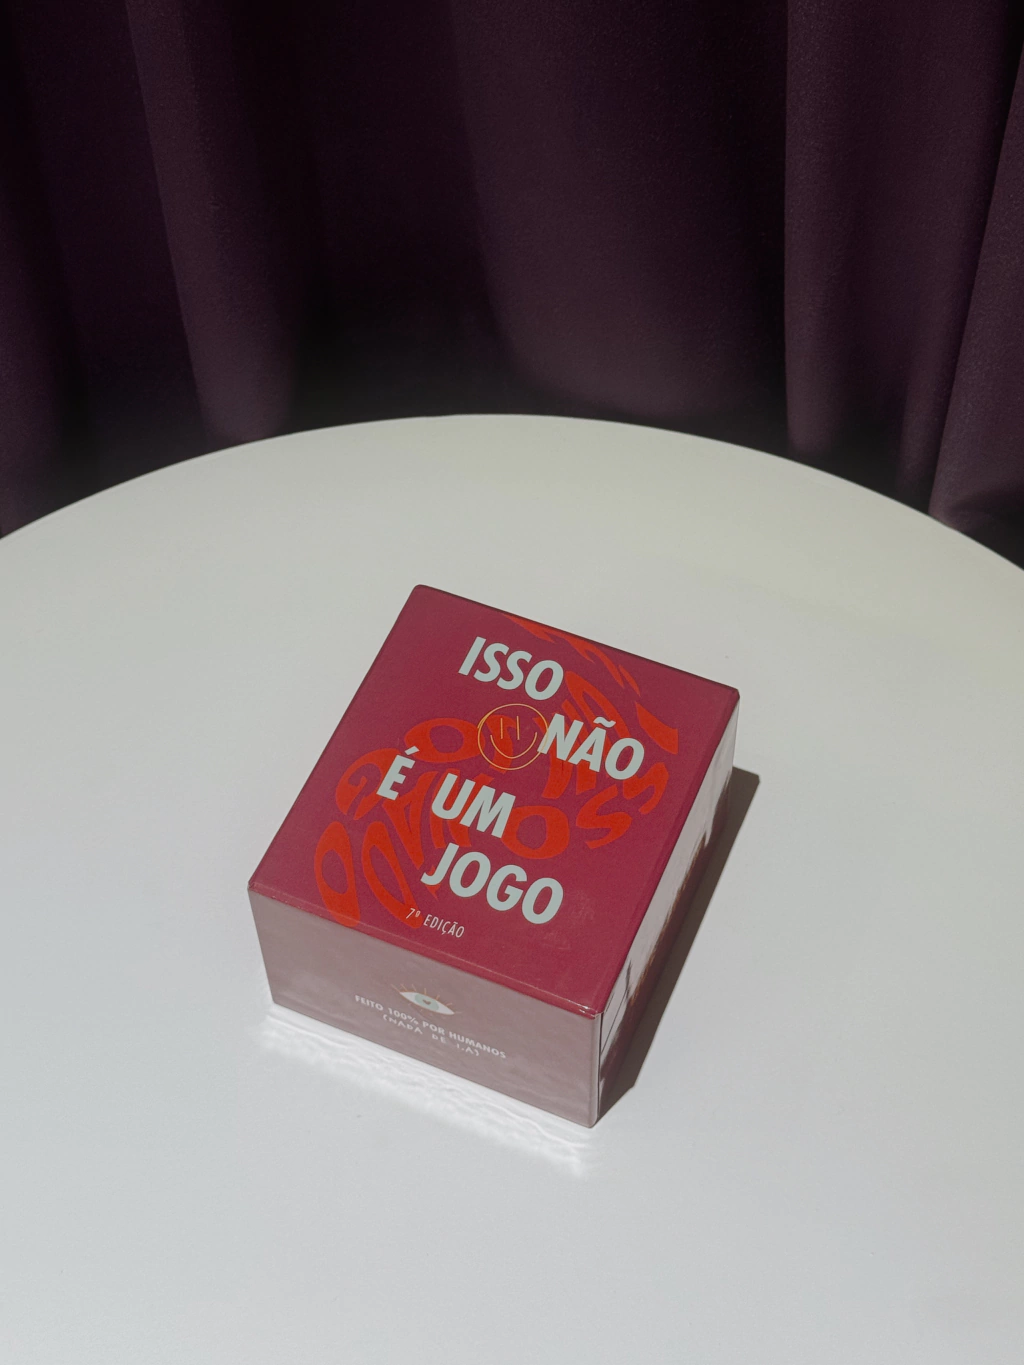 ISSO
NÃO
É UM
JOGO
7ª EDIÇÃO
FEITO 100% POR HUMANOS
(NADA DE I.A)